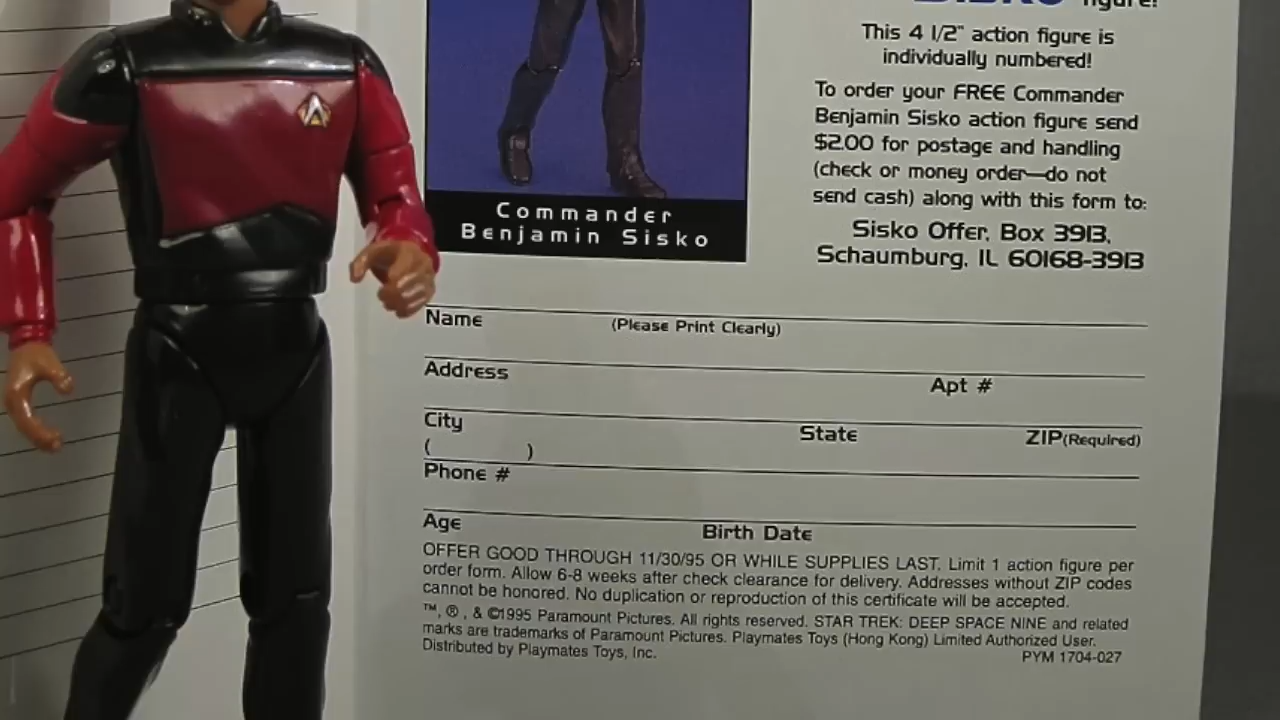 SISKO figure!
This 4 1/2" action figure is
individually numbered!
To order your FREE Commander
Benjamin Sisko action figure send
$2.00 for postage and handling
(check or money order—do not
send cash) along with this form to:
Sisko Offer, Box 3913,
Schaumburg, IL 60168-3913
Commander
Benjamin Sisko
Name (Please Print Clearly)
Address Apt #
City State ZIP(Required)
( )
Phone #
Age Birth Date
OFFER GOOD THROUGH 11/30/95 OR WHILE SUPPLIES LAST. Limit 1 action figure per
order form. Allow 6-8 weeks after check clearance for delivery. Addresses without ZIP codes
cannot be honored. No duplication or reproduction of this certificate will be accepted.
™, ®, & ©1995 Paramount Pictures. All rights reserved. STAR TREK: DEEP SPACE NINE and related
marks are trademarks of Paramount Pictures. Playmates Toys (Hong Kong) Limited Authorized User.
Distributed by Playmates Toys, Inc. PYM 1704-027